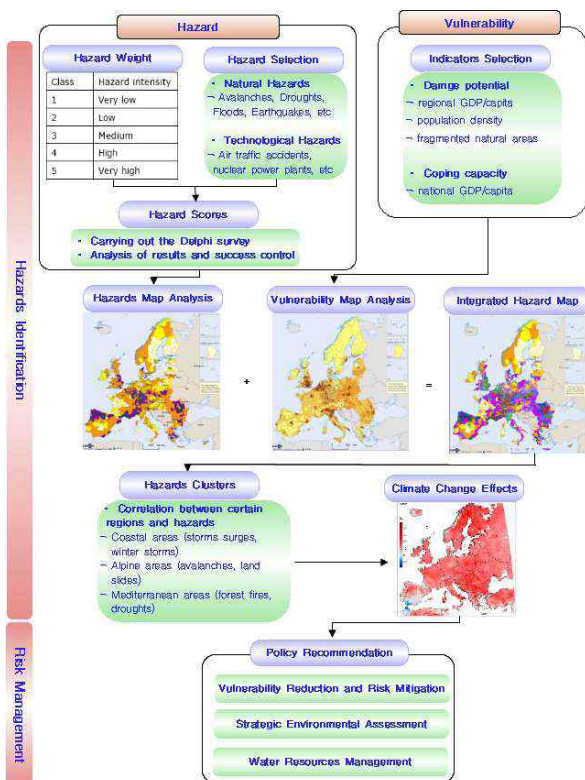 Hazard
Vulnerability
Hazard Weight
Class Hazard intensity
1 Very low
2 Low
3 Medium
4 High
5 Very high
Hazard Selection
- Natural Hazards
- Avalanches, Droughts,
Floods, Earthquakes, etc
- Technological Hazards
- Air traffic accidents,
nuclear power plants, etc
Indicators Selection
- Damge potential
- regional GDP/capita
- population density
- fragmented natural areas
- Coping capacity
- national GDP/capita
Hazard Scores
- Carrying out the Delphi survey
- Analysis of results and success control
Hazards Identification
Hazards Map Analysis
+
Vulnerability Map Analysis
=
Integrated Hazard Map
Hazards Clusters
- Correlation between certain
regions and hazards
- Coastal areas (storms surges,
winter storms)
- Alpine areas (avalanches, land
slides)
- Mediterranean areas (forest fires,
droughts)
Climate Change Effects
Risk Management
Policy Recommendation
Vulnerability Reduction and Risk Mitigation
Strategic Environmental Assessment
Water Resources Management